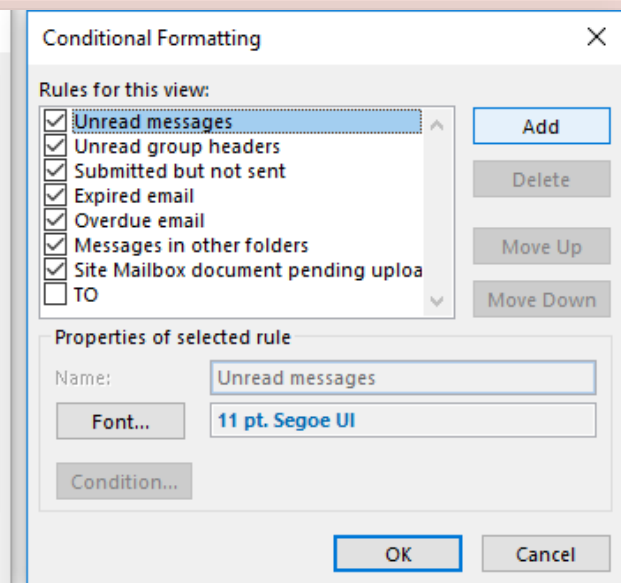 Conditional Formatting
Rules for this view:
Unread messages
Unread group headers
Submitted but not sent
Expired email
Overdue email
Messages in other folders
Site Mailbox document pending uploa
TO
Add
Delete
Move Up
Move Down
Properties of selected rule
Name: Unread messages
Font... 11 pt. Segoe UI
Condition...
OK Cancel